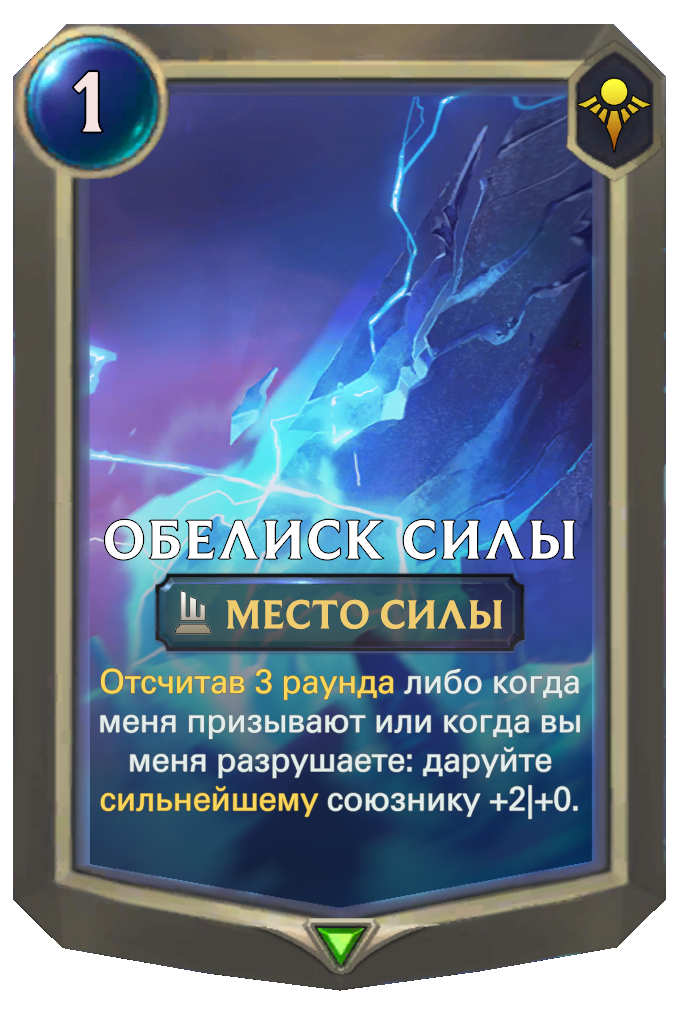 1
ОБЕЛИСК СИЛЫ
МЕСТО СИЛЫ
Отсчитав 3 раунда либо когда
меня призывают или когда вы
меня разрушаете: даруйте
сильнейшему союзнику +2|+0.